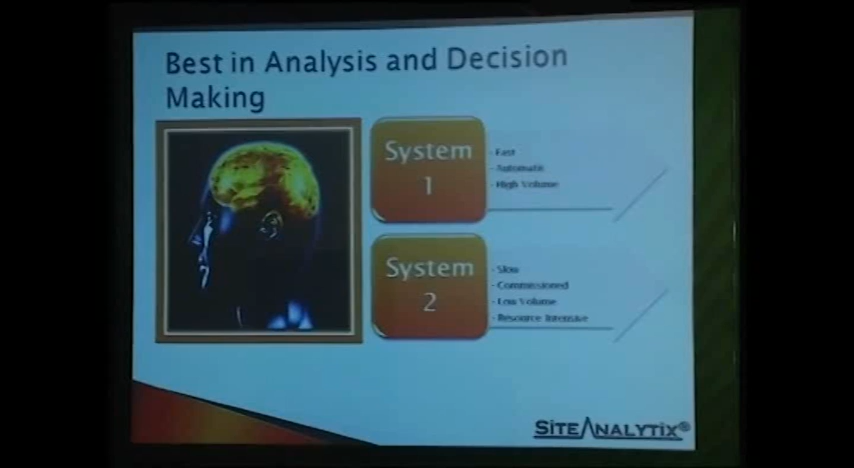 Best in Analysis and Decision
Making
System
1
- Fast
- Automatic
- High Volume
System
2
- Slow
- Commissioned
- Low Volume
- Resource Intensive
SITEANALYTIX®